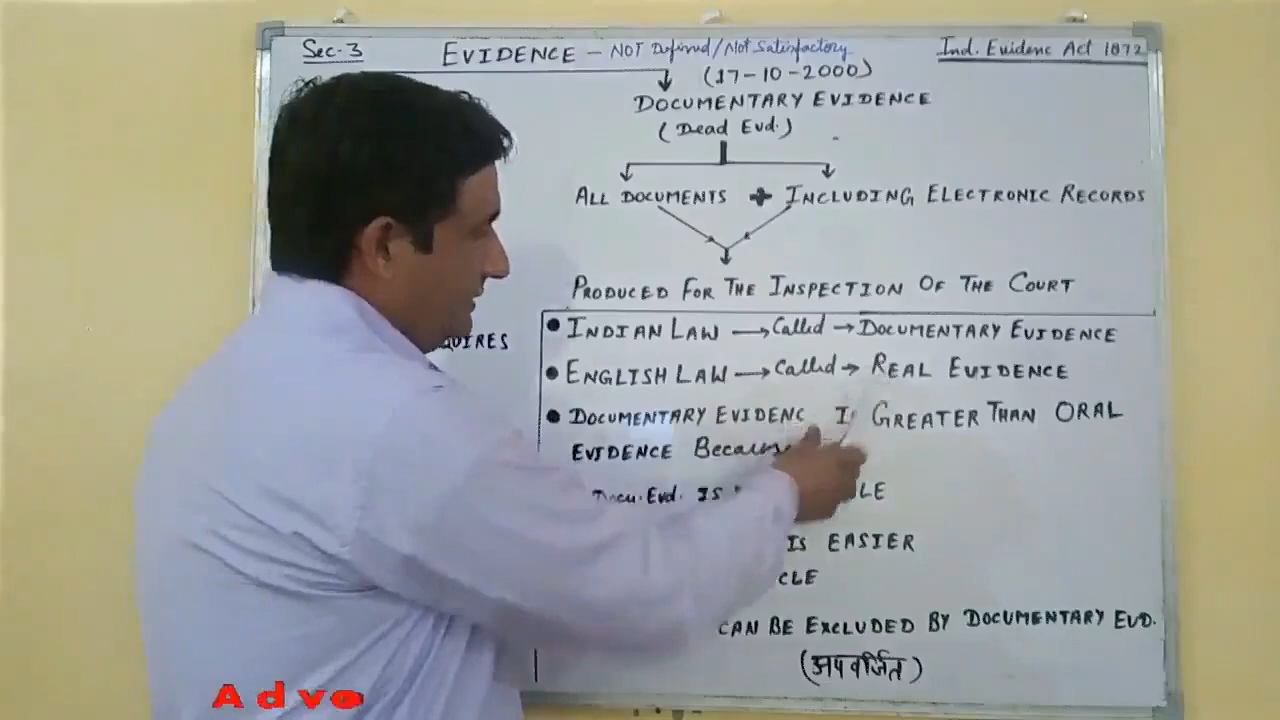 Sec-3
EVIDENCE - NOT Defined/Not Satisfactory
Ind. Evidenc Act 1872
(17-10-2000)
DOCUMENTARY EVIDENCE
(Dead Evd.)
ALL DOCUMENTS + INCLUDING ELECTRONIC RECORDS
PRODUCED FOR THE INSPECTION OF THE COURT
QUIRES
• INDIAN LAW → Called → DOCUMENTARY EVIDENCE
• ENGLISH LAW → Called → REAL EVIDENCE
• DOCUMENTARY EVIDENC I GREATER THAN ORAL
EVIDENCE Because
Docu. Evd. IS LE
IS EASIER
CLE
CAN BE EXCLUDED BY DOCUMENTARY EVD.
(अपवर्जित)
Advo